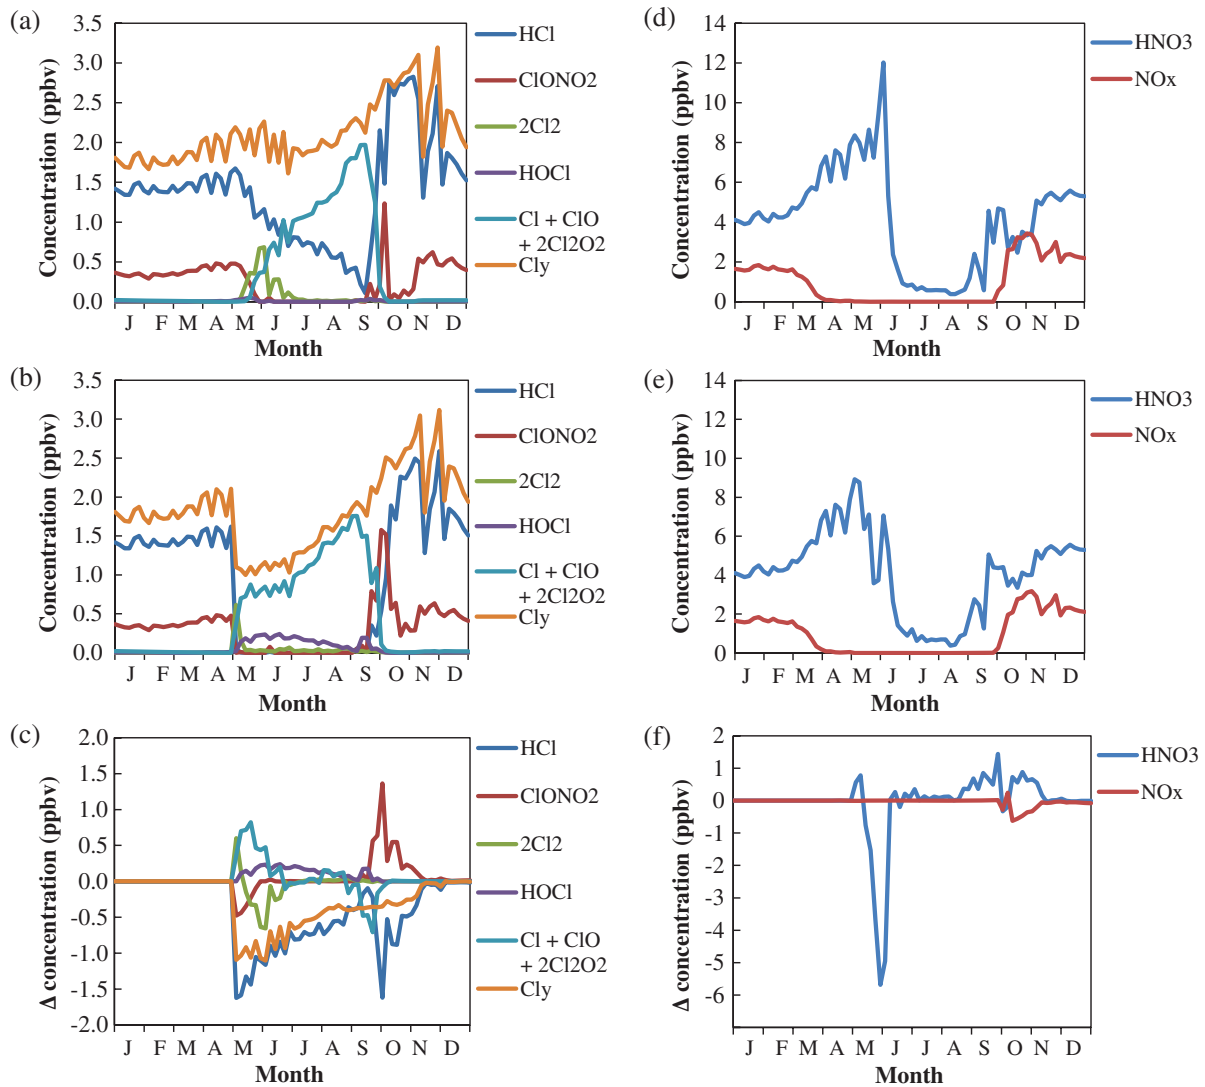 (a)
Concentration (ppbv)
3.5
3.0
2.5
2.0
1.5
1.0
0.5
0.0
J F M A M J J A S O N D
Month
HCl
ClONO2
2Cl2
HOCl
Cl + ClO
+ 2Cl2O2
Cly
(d)
Concentration (ppbv)
14
12
10
8
6
4
2
0
J F M A M J J A S O N D
Month
HNO3
NOx
(b)
Concentration (ppbv)
3.5
3.0
2.5
2.0
1.5
1.0
0.5
0.0
J F M A M J J A S O N D
Month
HCl
ClONO2
2Cl2
HOCl
Cl + ClO
+ 2Cl2O2
Cly
(e)
Concentration (ppbv)
14
12
10
8
6
4
2
0
J F M A M J J A S O N D
Month
HNO3
NOx
(c)
Δ concentration (ppbv)
2.0
1.5
1.0
0.5
0.0
-0.5
-1.0
-1.5
-2.0
J F M A M J J A S O N D
Month
HCl
ClONO2
2Cl2
HOCl
Cl + ClO
+ 2Cl2O2
Cly
(f)
Δ concentration (ppbv)
2
1
0
-1
-2
-3
-4
-5
-6
J F M A M J J A S O N D
Month
HNO3
NOx